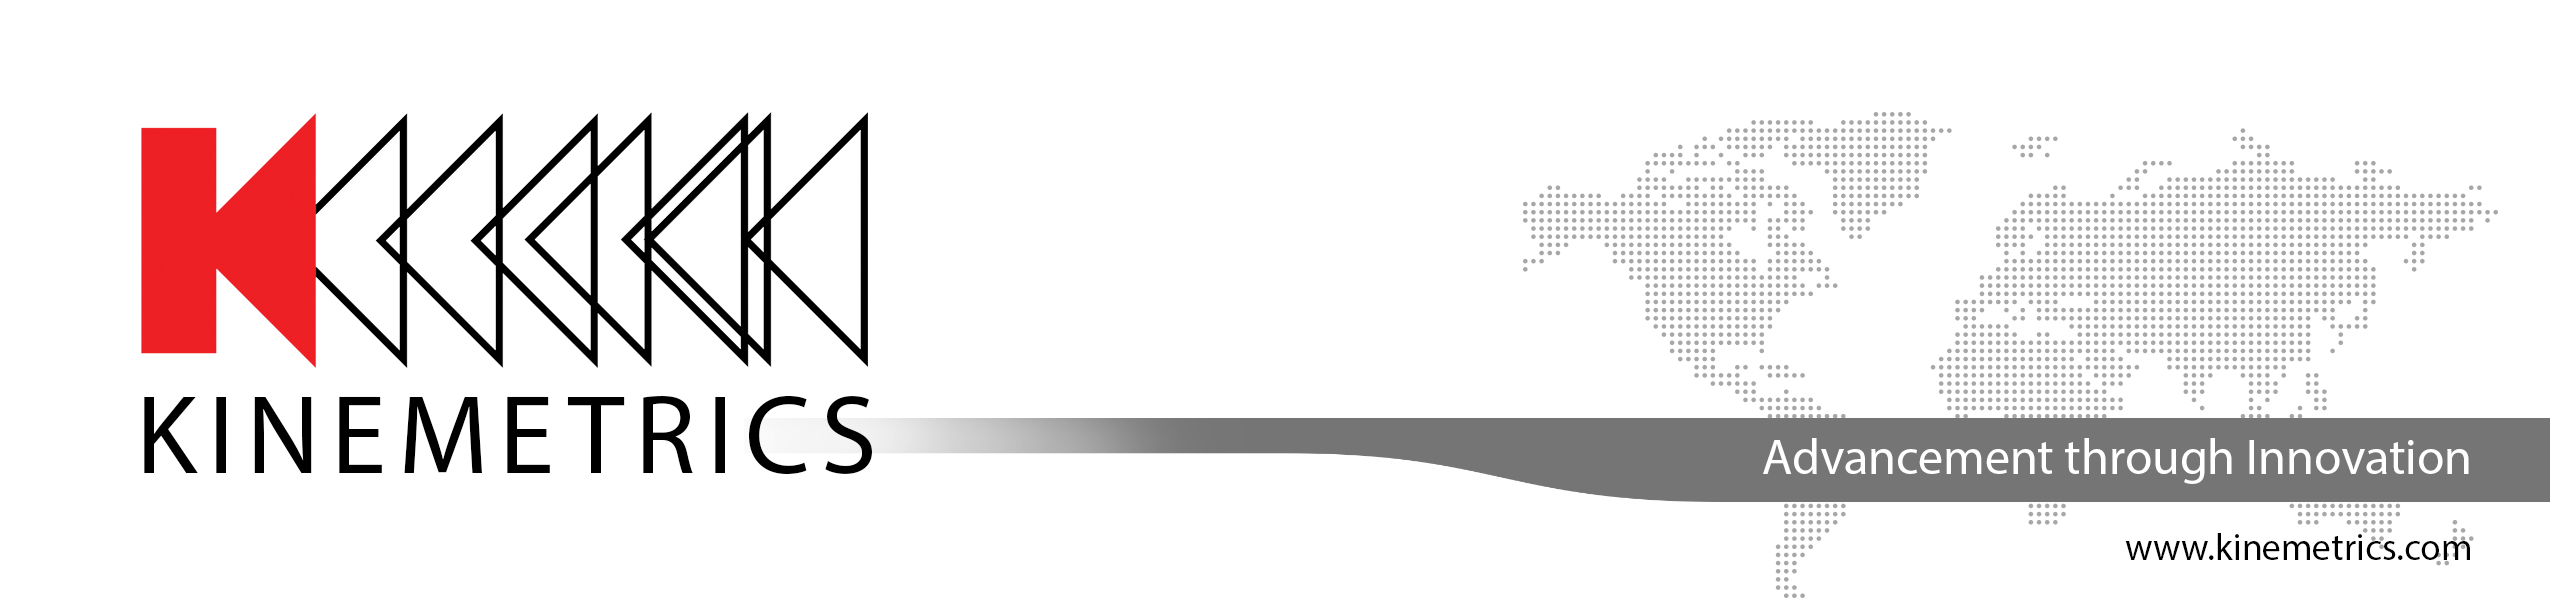 KINEMETRICS
Advancement through Innovation
www.kinemetrics.com